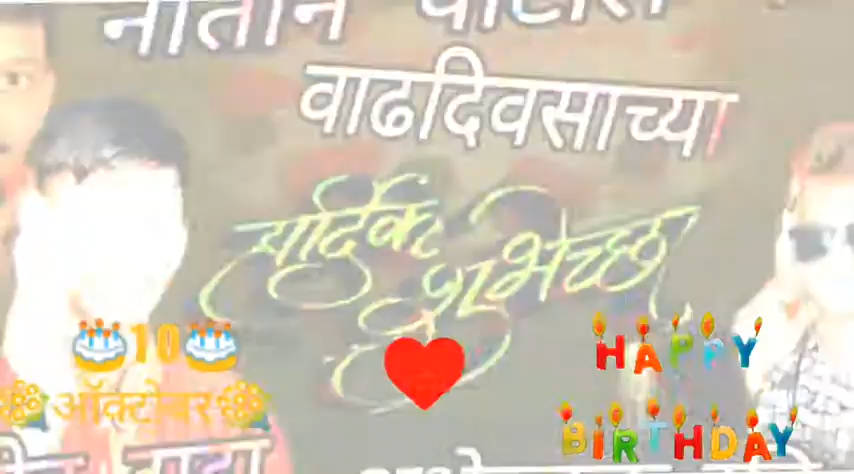 नीतीन पाटील
वाढदिवसाच्या
हार्दिक
शुभेच्छा
10
HAPPY
ऑक्टोबर
BIRTHDAY